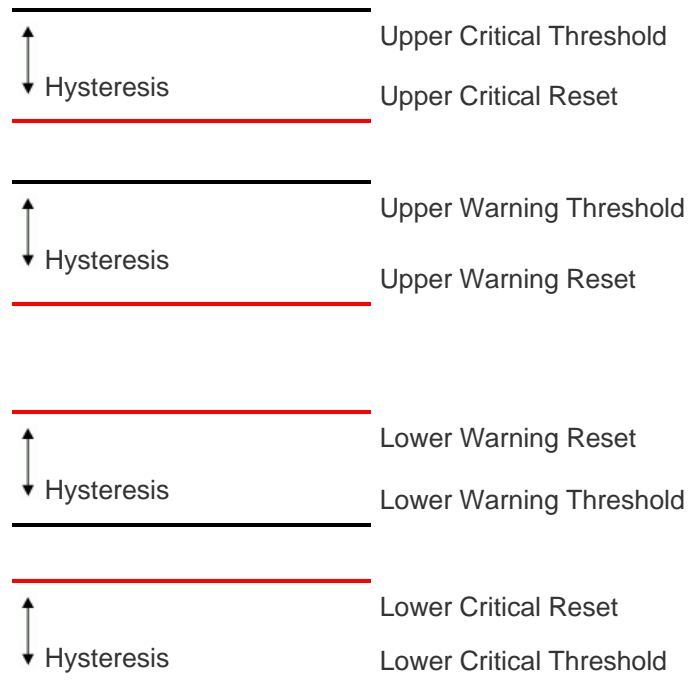 Upper Critical Threshold
Hysteresis
Upper Critical Reset
Upper Warning Threshold
Hysteresis
Upper Warning Reset
Lower Warning Reset
Hysteresis
Lower Warning Threshold
Lower Critical Reset
Hysteresis
Lower Critical Threshold